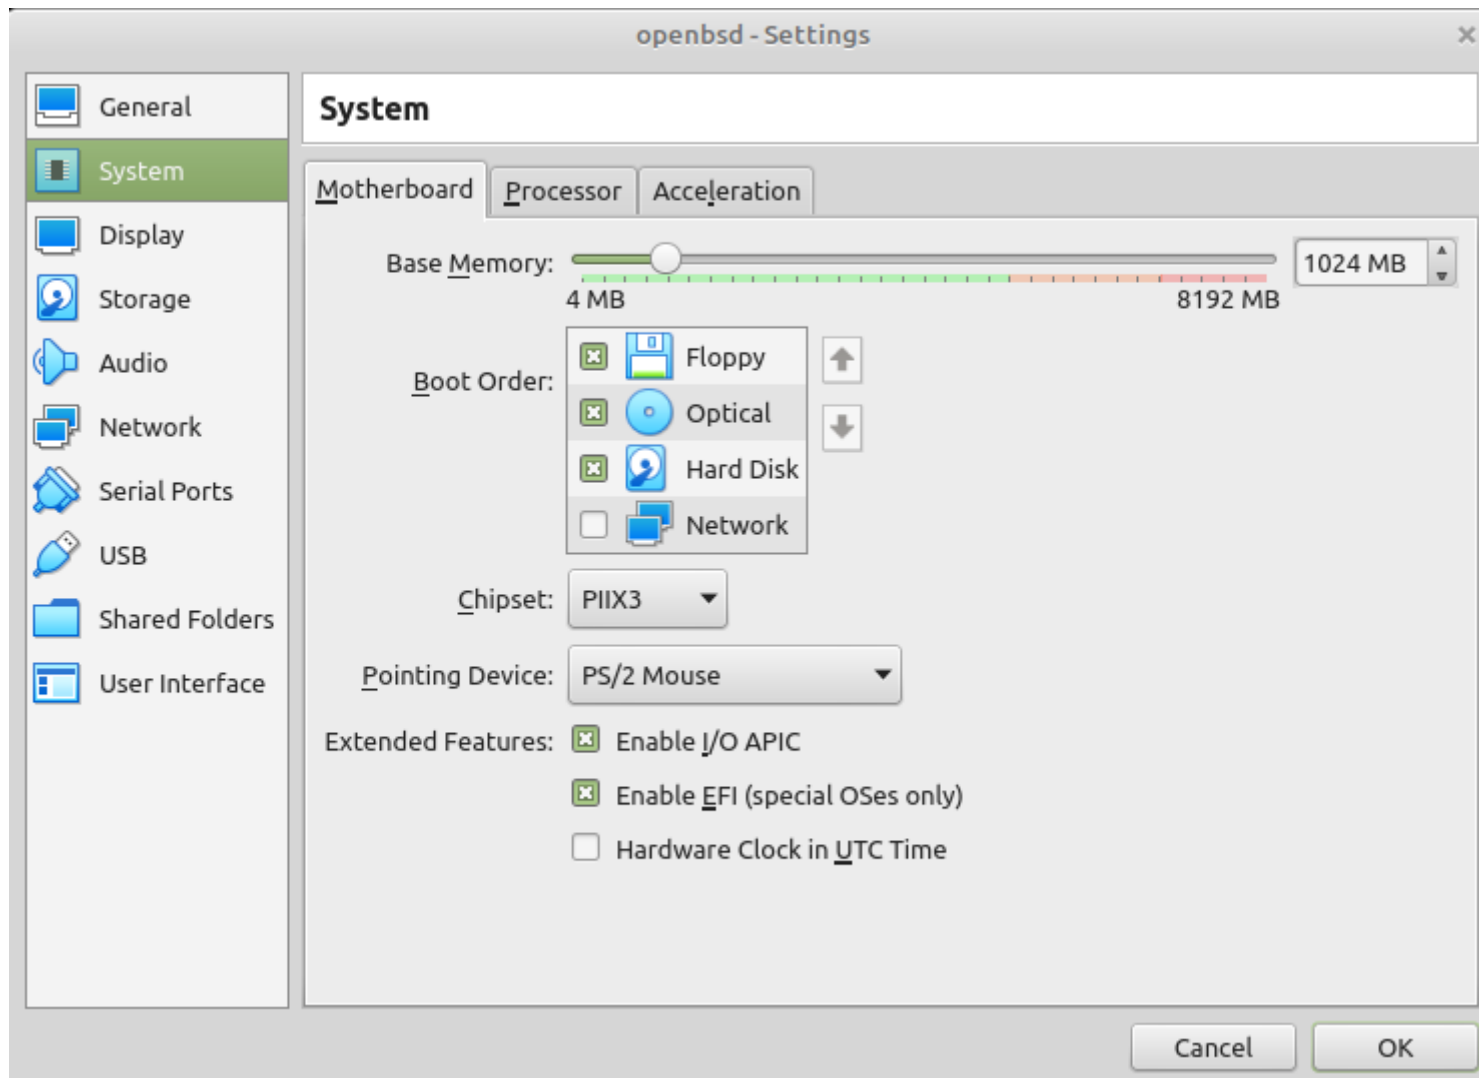 openbsd - Settings
General
System
Display
Storage
Audio
Network
Serial Ports
USB
Shared Folders
User Interface
System
Motherboard
Processor
Acceleration
Base Memory:
1024 MB
4 MB
8192 MB
Boot Order:
Floppy
Optical
Hard Disk
Network
Chipset:
PIIX3
Pointing Device:
PS/2 Mouse
Extended Features:
Enable I/O APIC
Enable EFI (special OSes only)
Hardware Clock in UTC Time
Cancel
OK